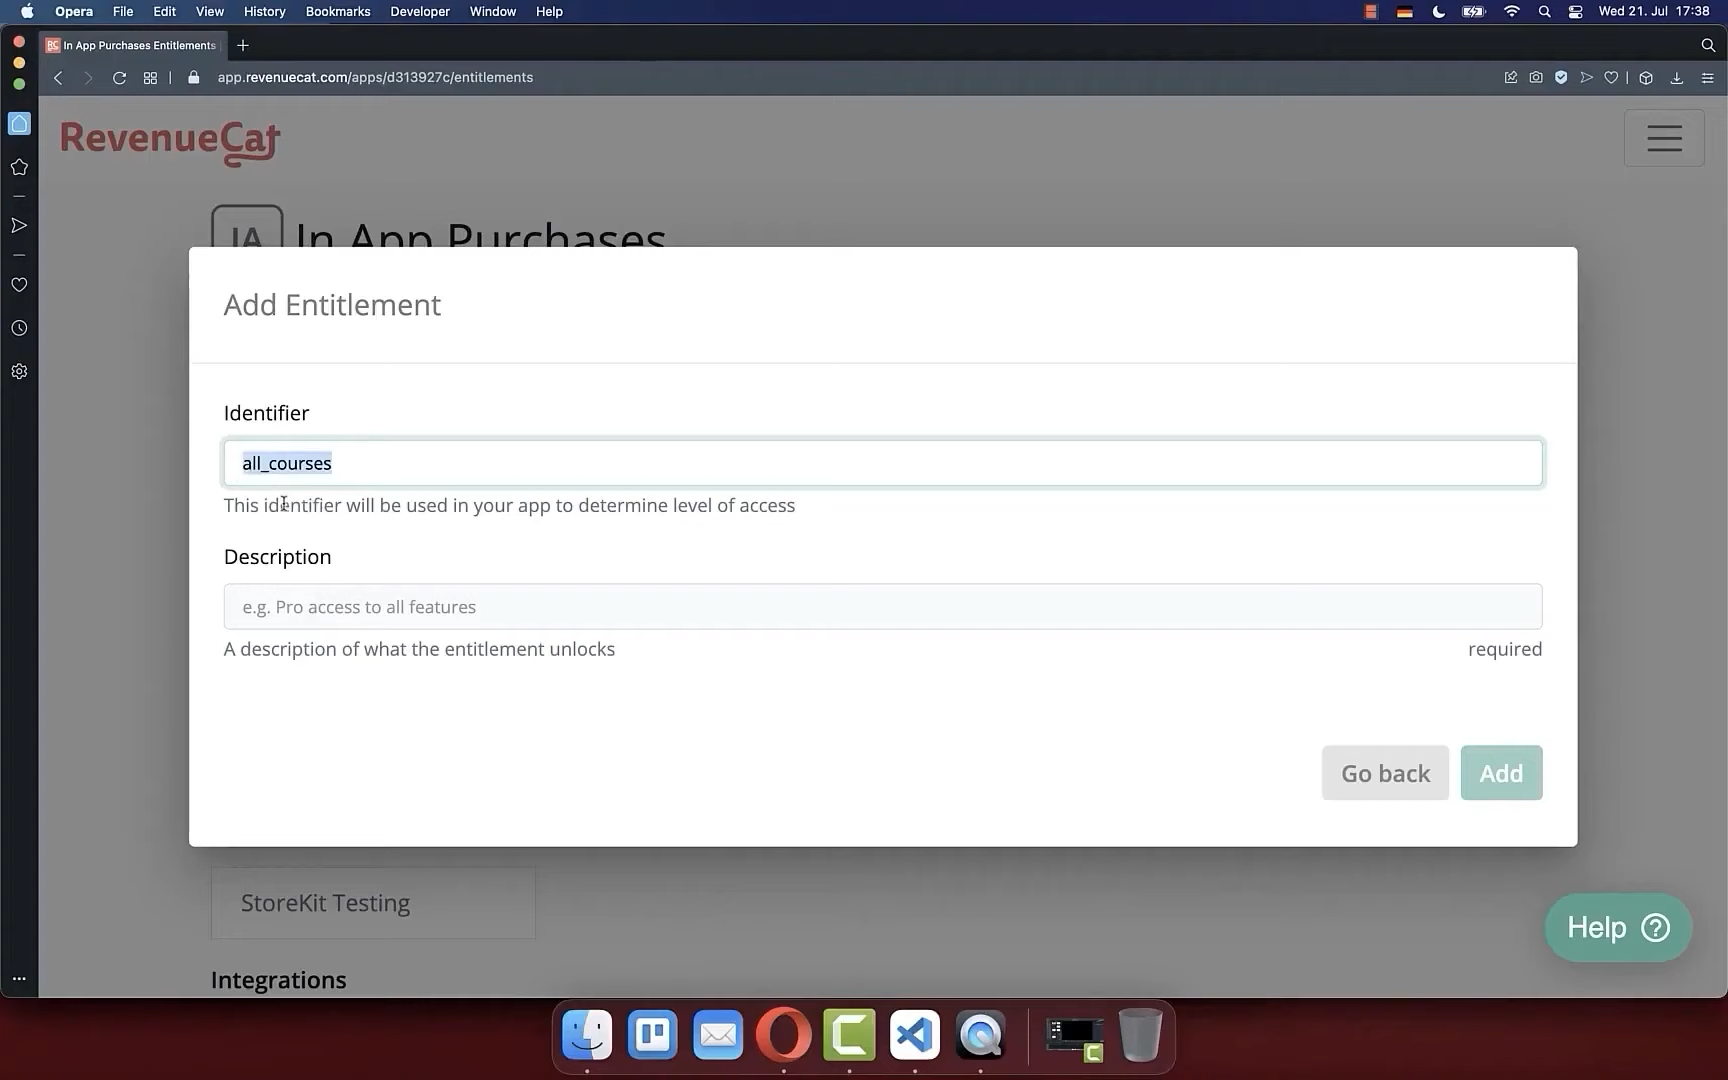 Opera File Edit View History Bookmarks Developer Window Help Wed 21. Jul 17:38
RC In App Purchases Entitlements
app.revenuecat.com/apps/d313927c/entitlements
RevenueCat
IA In App Purchases
Add Entitlement
Identifier
all_courses
This identifier will be used in your app to determine level of access
Description
e.g. Pro access to all features
A description of what the entitlement unlocks required
Go back Add
StoreKit Testing
Help ?
Integrations